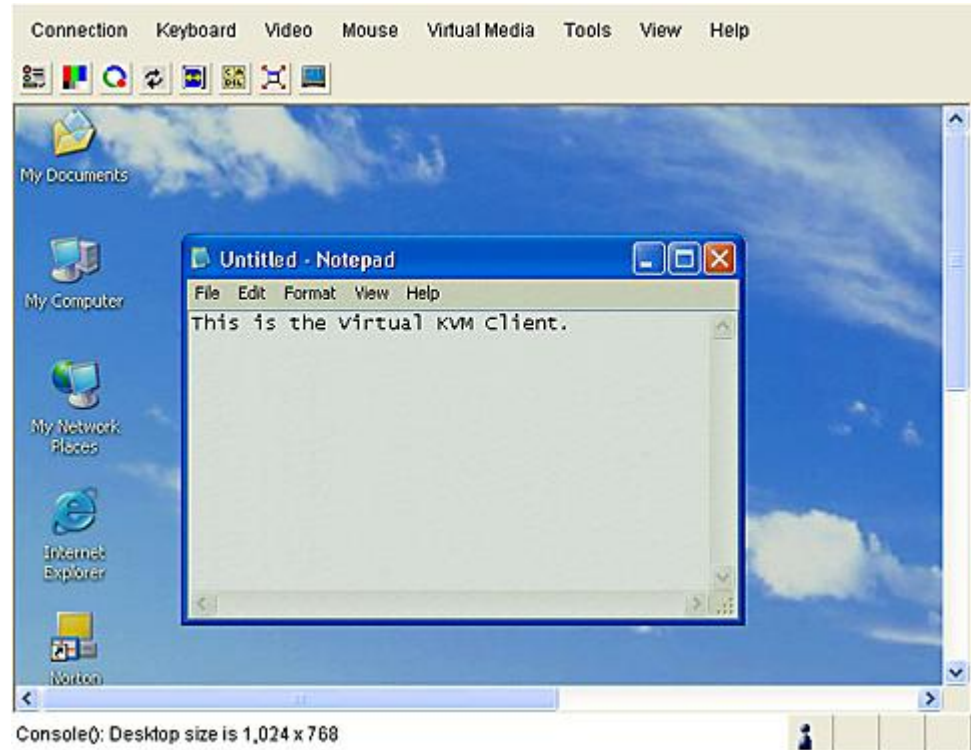 Connection Keyboard Video Mouse Virtual Media Tools View Help
My Documents
My Computer
My Network
Places
Internet
Explorer
Norton
Untitled - Notepad
File Edit Format View Help
This is the Virtual KVM Client.
Console(): Desktop size is 1,024 x 768